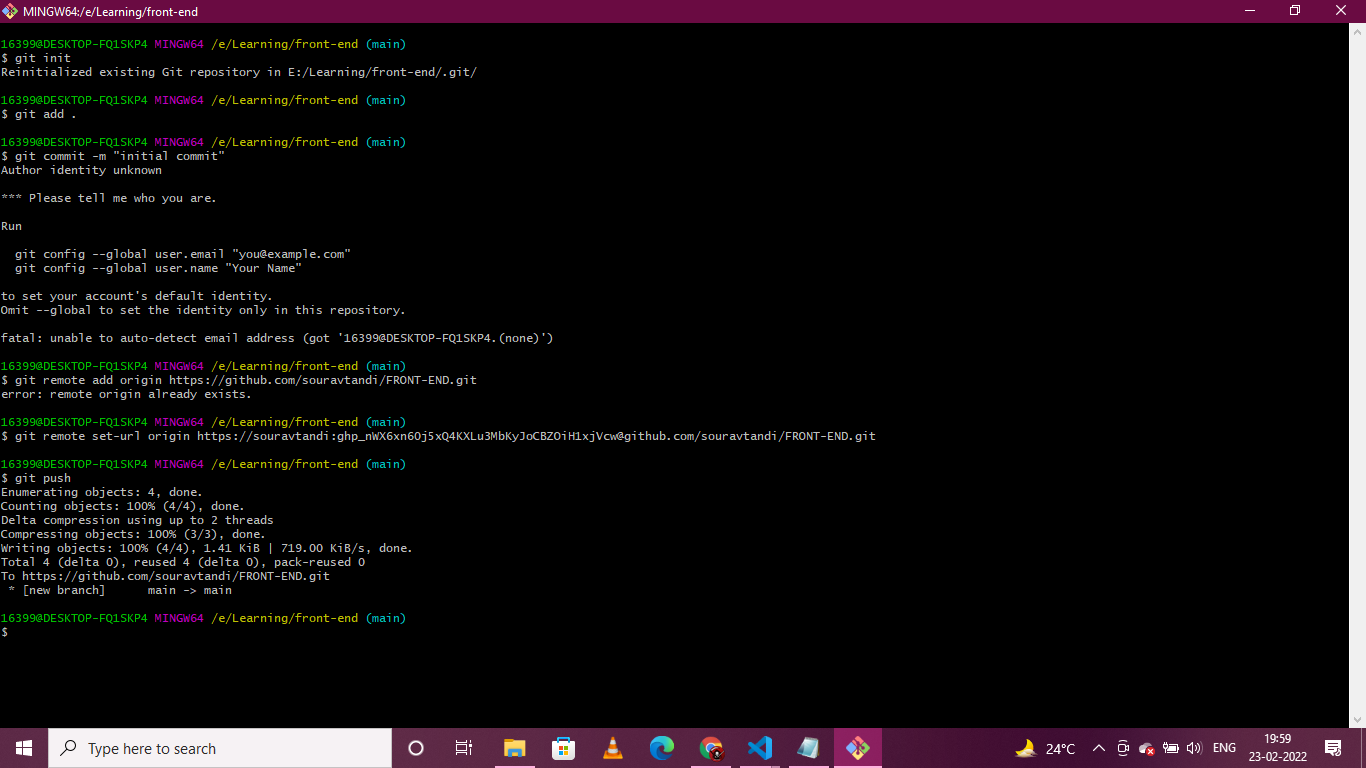 MINGW64:/e/Learning/front-end
16399@DESKTOP-FQ1SKP4 MINGW64 /e/Learning/front-end (main)
$ git init
Reinitialized existing Git repository in E:/Learning/front-end/.git/
16399@DESKTOP-FQ1SKP4 MINGW64 /e/Learning/front-end (main)
$ git add .
16399@DESKTOP-FQ1SKP4 MINGW64 /e/Learning/front-end (main)
$ git commit -m "initial commit"
Author identity unknown
*** Please tell me who you are.
Run
git config --global user.email "you@example.com"
git config --global user.name "Your Name"
to set your account's default identity.
Omit --global to set the identity only in this repository.
fatal: unable to auto-detect email address (got '16399@DESKTOP-FQ1SKP4.(none)')
16399@DESKTOP-FQ1SKP4 MINGW64 /e/Learning/front-end (main)
$ git remote add origin https://github.com/souravtandi/FRONT-END.git
error: remote origin already exists.
16399@DESKTOP-FQ1SKP4 MINGW64 /e/Learning/front-end (main)
$ git remote set-url origin
16399@DESKTOP-FQ1SKP4 MINGW64 /e/Learning/front-end (main)
$ git push
Enumerating objects: 4, done.
Counting objects: 100% (4/4), done.
Delta compression using up to 2 threads
Compressing objects: 100% (3/3), done.
Writing objects: 100% (4/4), 1.41 KiB | 719.00 KiB/s, done.
Total 4 (delta 0), reused 4 (delta 0), pack-reused 0
To https://github.com/souravtandi/FRONT-END.git
* [new branch]      main -> main
16399@DESKTOP-FQ1SKP4 MINGW64 /e/Learning/front-end (main)
$
Type here to search
24°C
ENG
19:59
23-02-2022